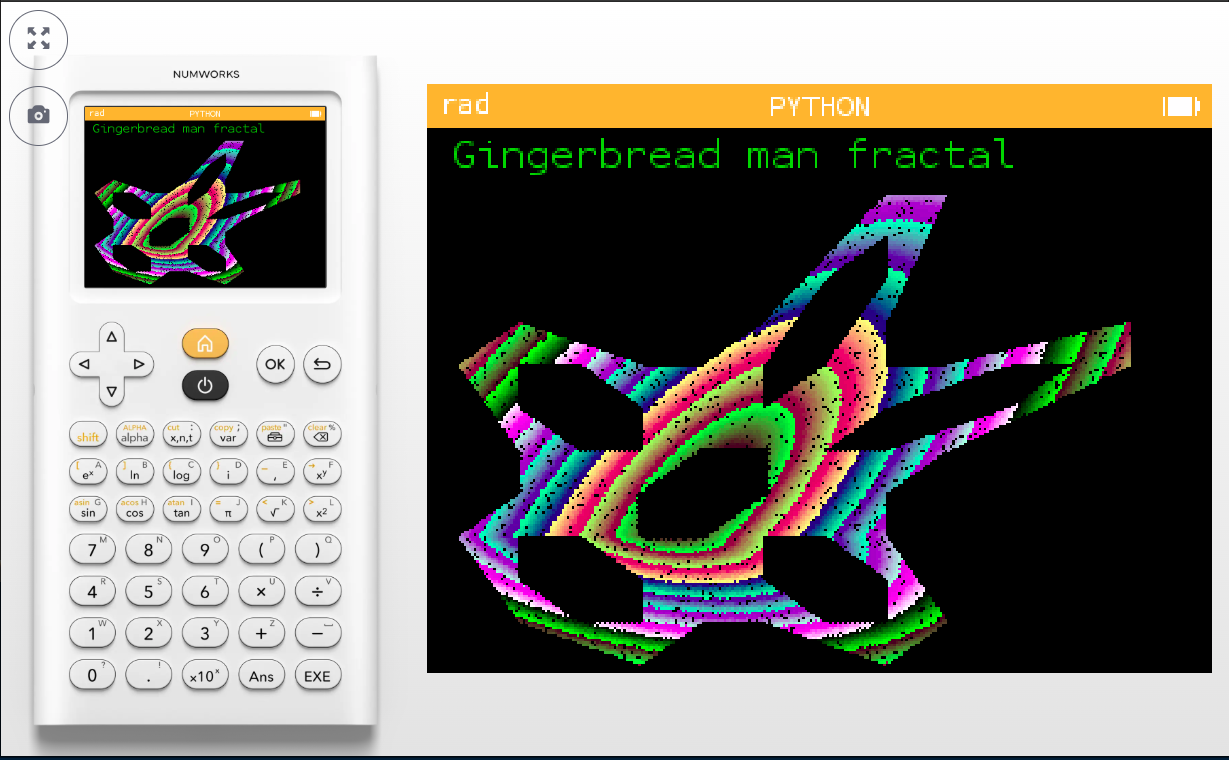 NUMWORKS
rad PYTHON
Gingerbread man fractal
OK
shift
ALPHA alpha
cut : x,n,t
copy ; var
paste "
clear %
[ A eˣ
] B ln
{ C log
} D i
_ E ,
→ F xʸ
asin G sin
acos H cos
atan I tan
= J π
< K √
> L x²
7 M 8 N 9 O ( P ) Q
4 R 5 S 6 T × U ÷ V
1 W 2 X 3 Y + Z −
0 ? . ! ×10ˣ Ans EXE
rad PYTHON
Gingerbread man fractal